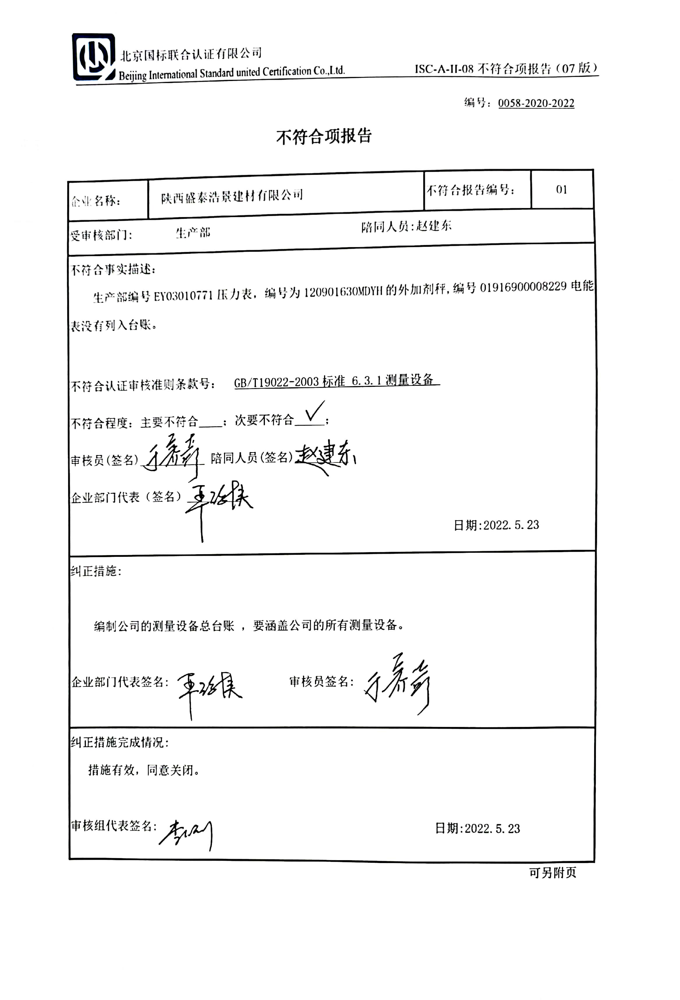 北京国标联合认证有限公司
Beijing International Standard united Certification Co.,Ltd.
ISC-A-II-08 不符合项报告（07 版）
编号：0058-2020-2022
不符合项报告
企业名称：
陕西盛泰浩景建材有限公司
不符合报告编号：
01
受审核部门：
生产部
陪同人员:赵建东
不符合事实描述：
生产部编号 EY03010771 压力表，编号为 120901630MDYH 的外加剂秤,编号 01916900008229 电能
表没有列入台账。
不符合认证审核准则条款号：
GB/T19022-2003 标准 6.3.1 测量设备
不符合程度：主要不符合____；次要不符合 ✓ ；
审核员(签名)
陪同人员(签名) 赵建东
企业部门代表（签名）
日期:2022.5.23
纠正措施：
编制公司的测量设备总台账 ，要涵盖公司的所有测量设备。
企业部门代表签名：
审核员签名：
纠正措施完成情况：
措施有效，同意关闭。
审核组代表签名：
日期:2022.5.23
可另附页